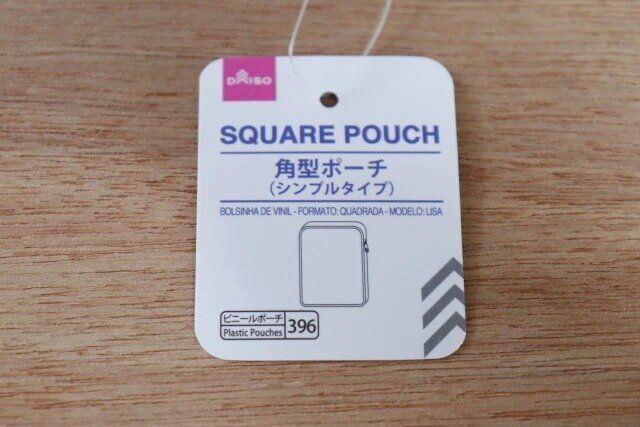 DAISO
SQUARE POUCH
角型ポーチ
(シンプルタイプ)
BOLSINHA DE VINIL - FORMATO: QUADRADA - MODELO: LISA
ビニールポーチ
Plastic Pouches
396